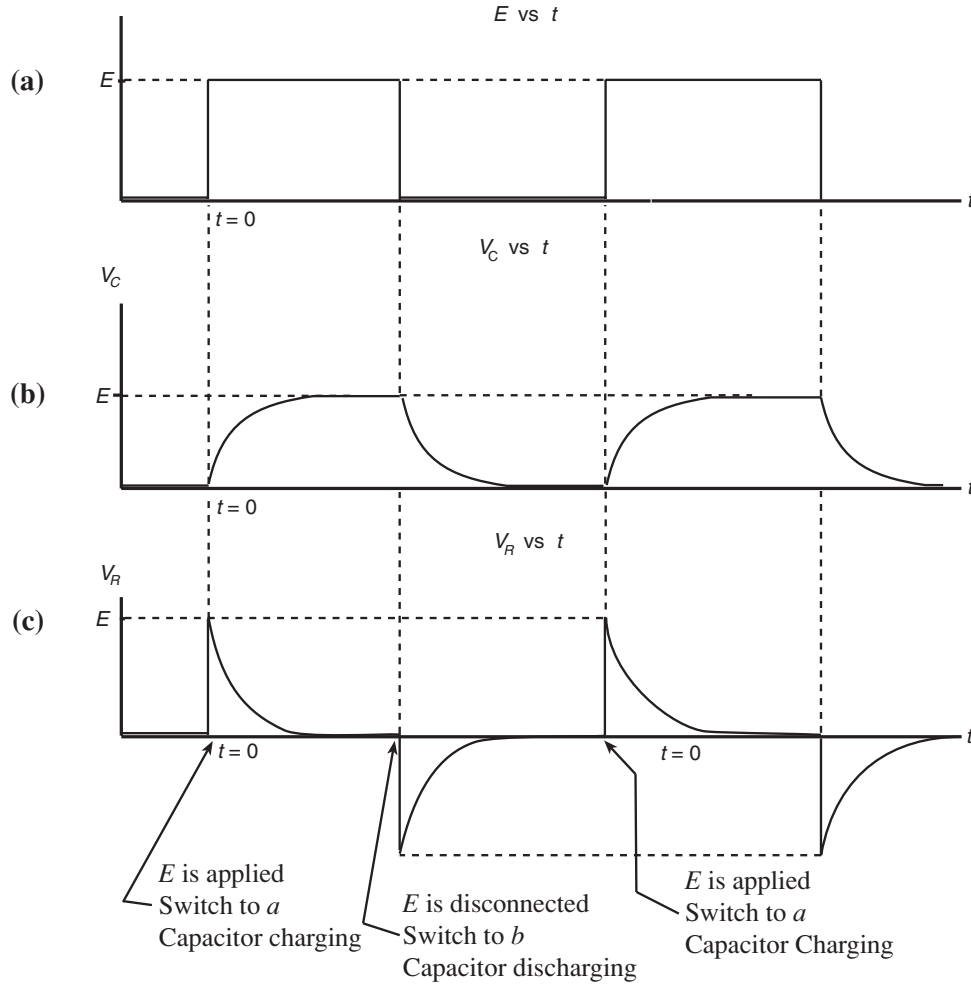 E vs t
(a)
E
t
t = 0
V_C vs t
V_C
(b)
E
t
t = 0
V_R vs t
V_R
(c)
E
t
t = 0
t = 0
E is applied
Switch to a
Capacitor charging
E is disconnected
Switch to b
Capacitor discharging
E is applied
Switch to a
Capacitor Charging